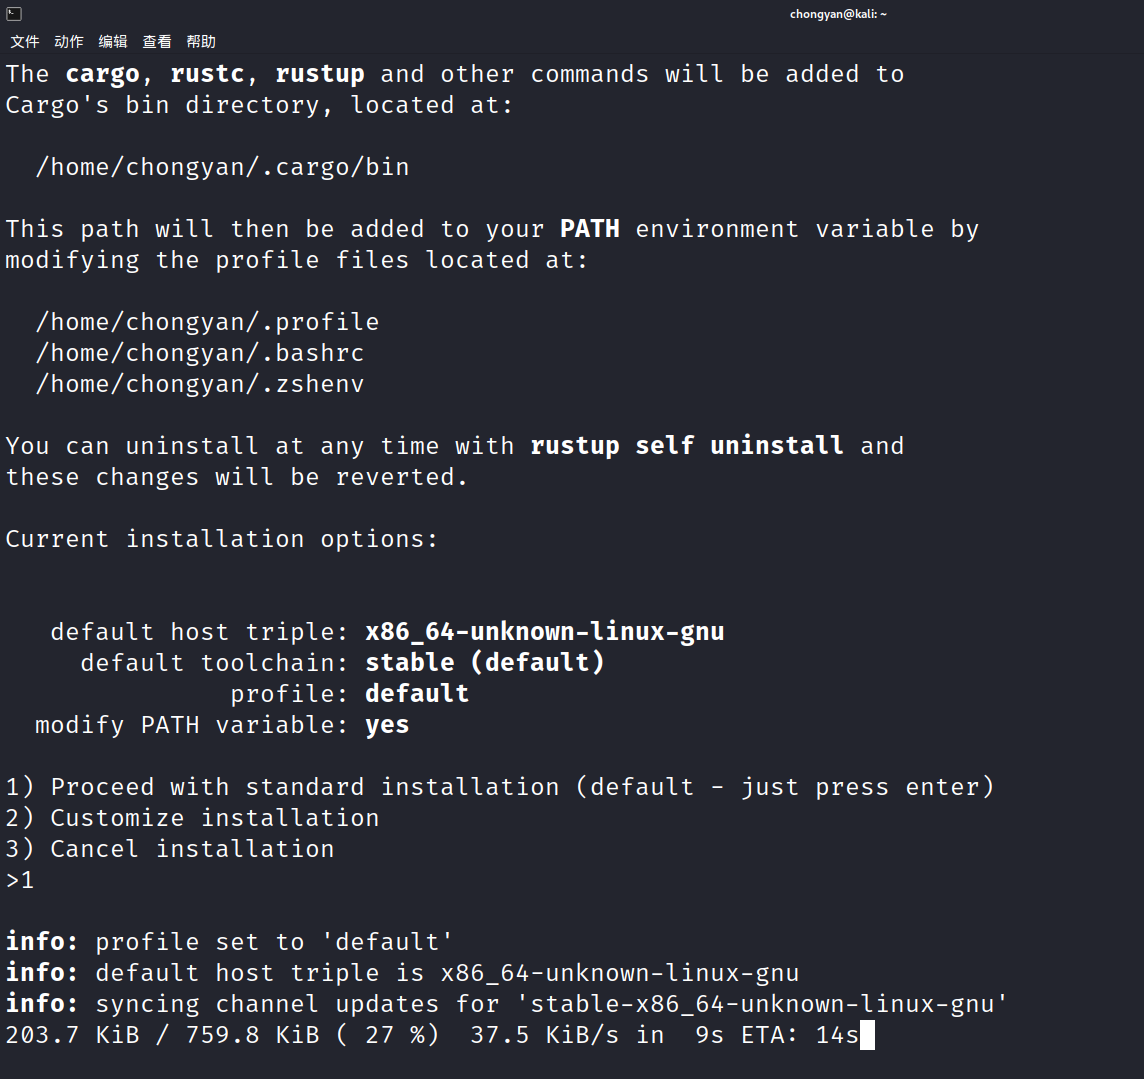 chongyan@kali: ~
文件 动作 编辑 查看 帮助
The cargo, rustc, rustup and other commands will be added to
Cargo's bin directory, located at:
/home/chongyan/.cargo/bin
This path will then be added to your PATH environment variable by
modifying the profile files located at:
/home/chongyan/.profile
/home/chongyan/.bashrc
/home/chongyan/.zshenv
You can uninstall at any time with rustup self uninstall and
these changes will be reverted.
Current installation options:
default host triple: x86_64-unknown-linux-gnu
default toolchain: stable (default)
profile: default
modify PATH variable: yes
1) Proceed with standard installation (default - just press enter)
2) Customize installation
3) Cancel installation
>1
info: profile set to 'default'
info: default host triple is x86_64-unknown-linux-gnu
info: syncing channel updates for 'stable-x86_64-unknown-linux-gnu'
203.7 KiB / 759.8 KiB ( 27 %)  37.5 KiB/s in  9s ETA: 14s